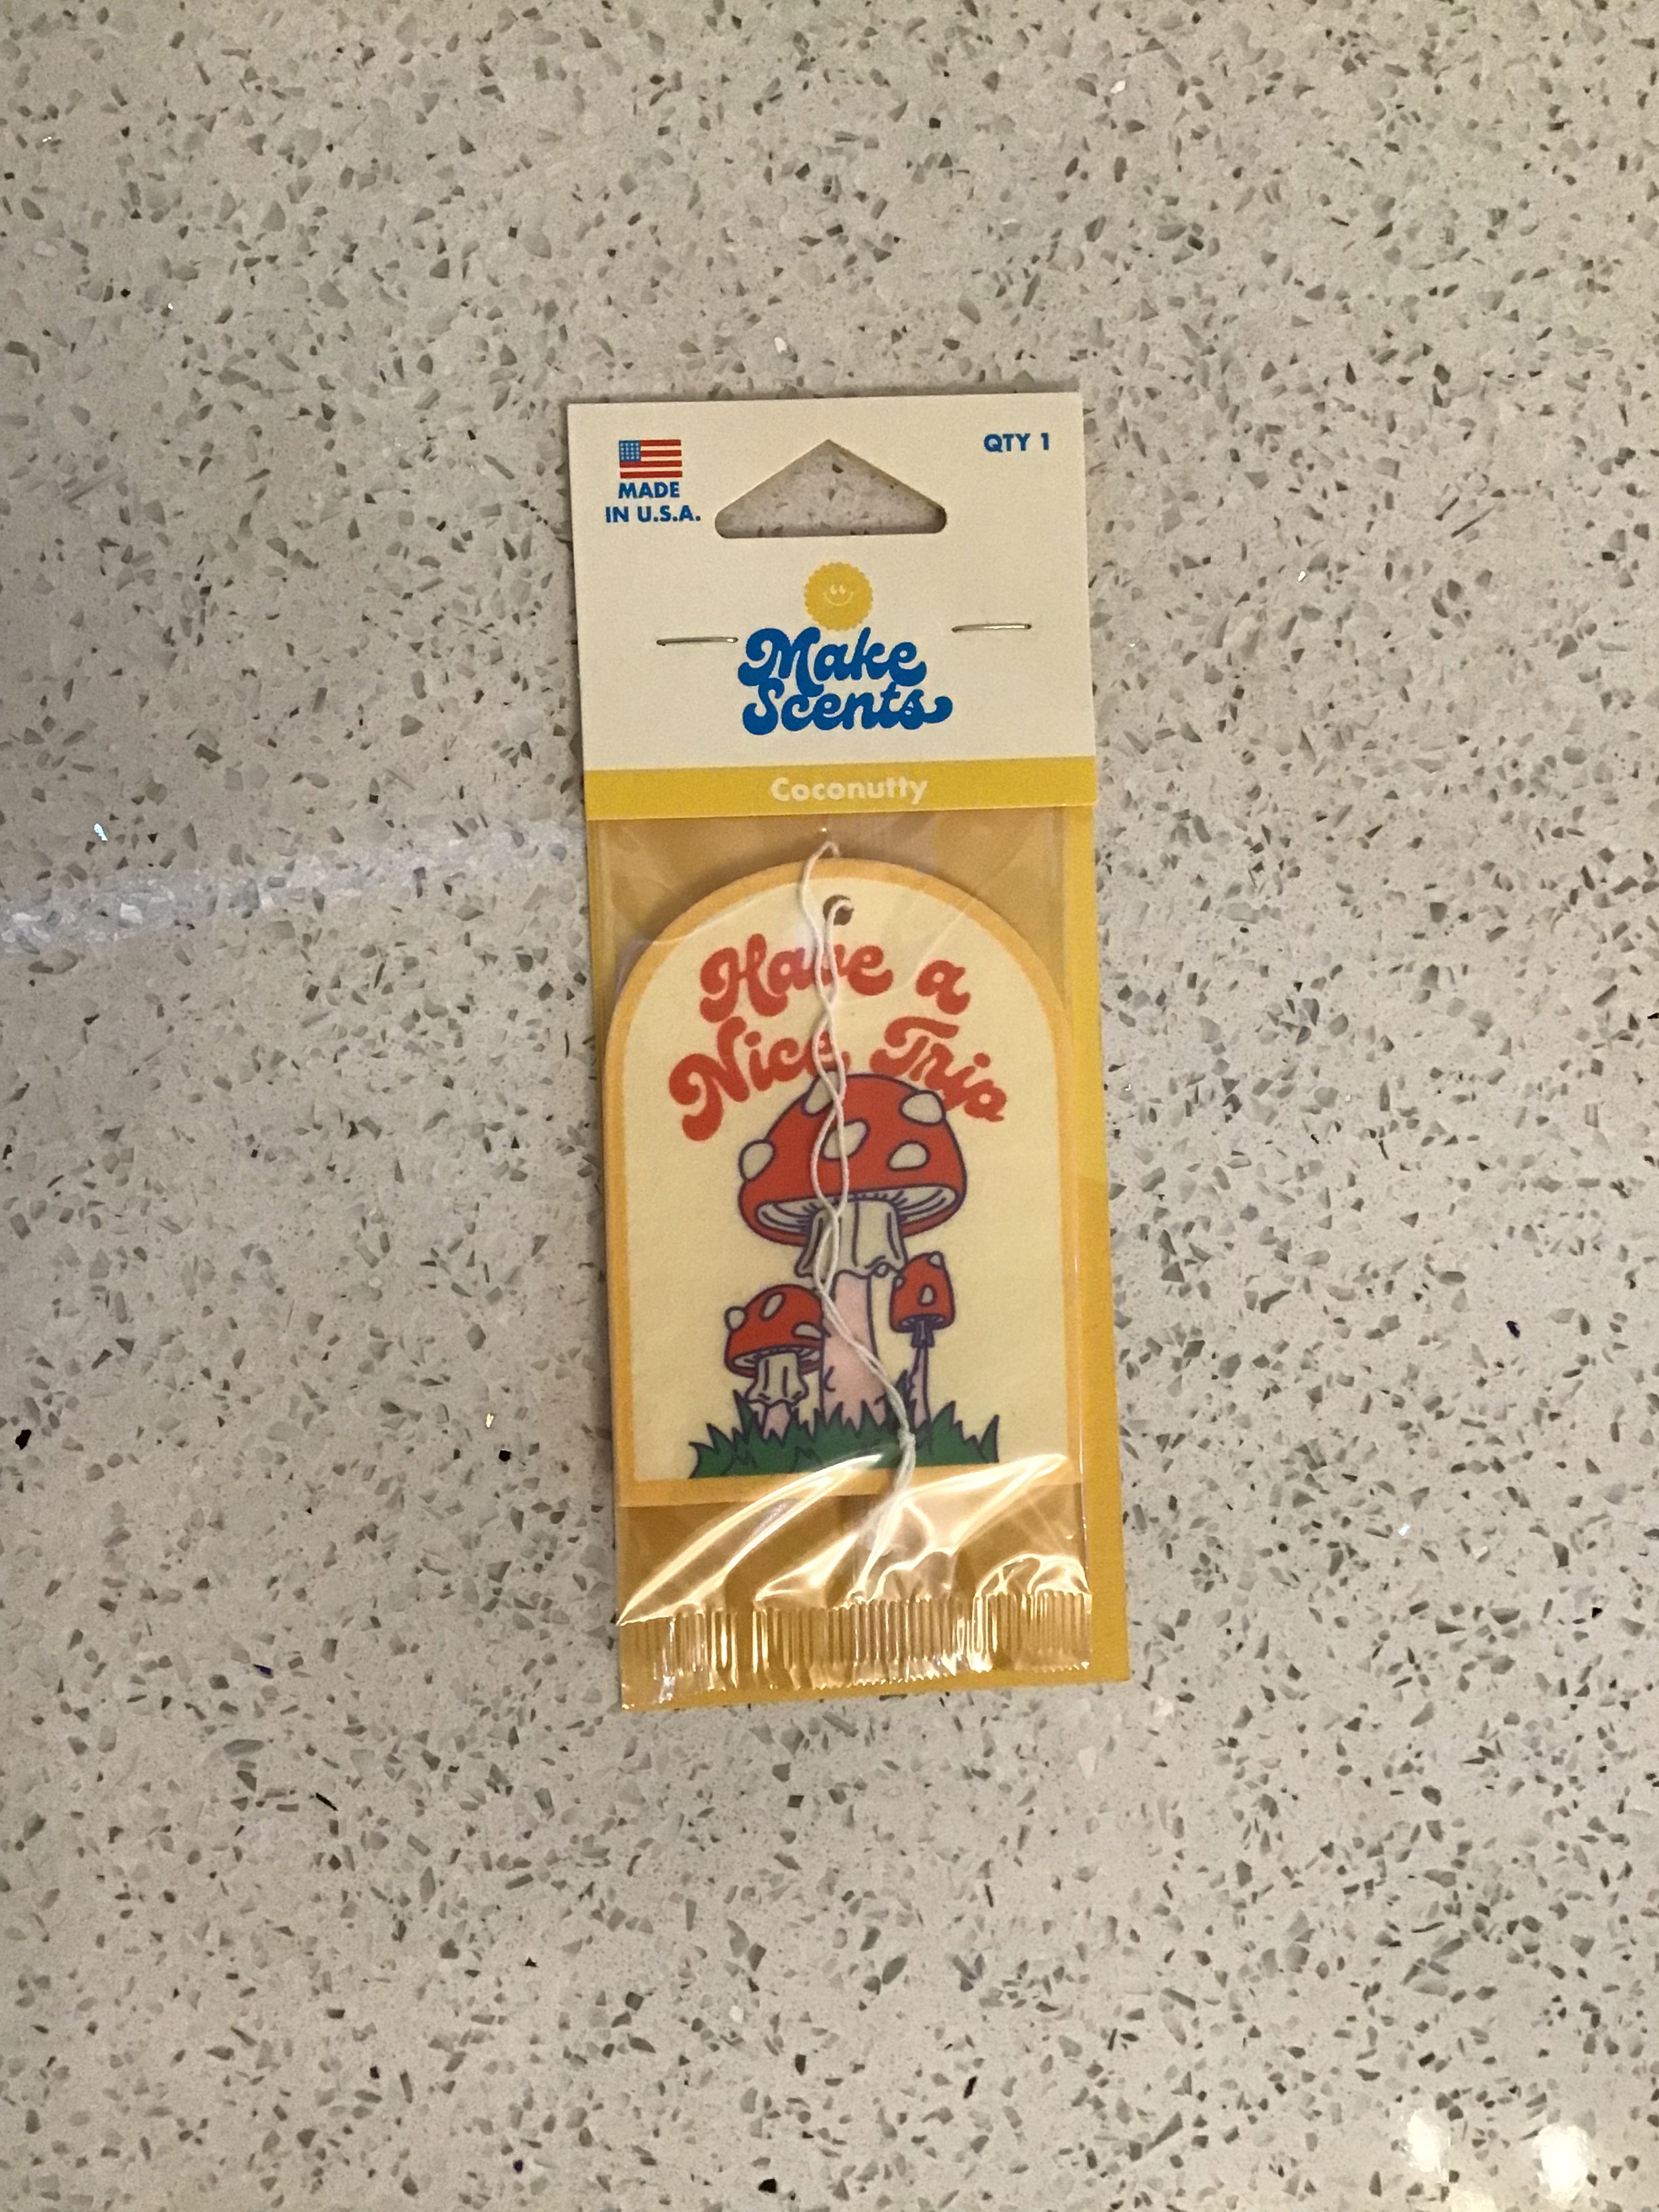 MADE
IN U.S.A.
QTY 1
Make
Scents
Coconutty
Have a
Nice Trip